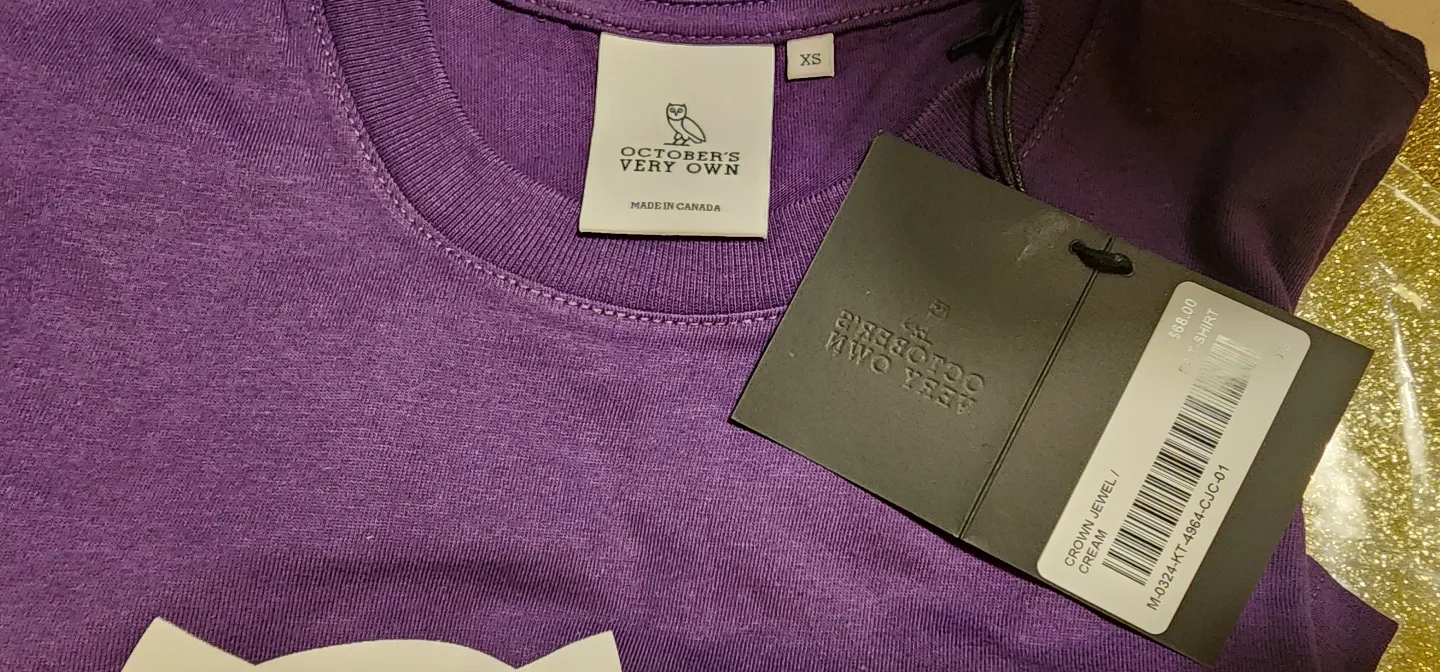 OCTOBER'S
VERY OWN
MADE IN CANADA
XS
OCTOBER'S
VERY OWN
$68.00
T-SHIRT
CROWN JEWEL /
CREAM
M-0324-KT-4964-CJC-01